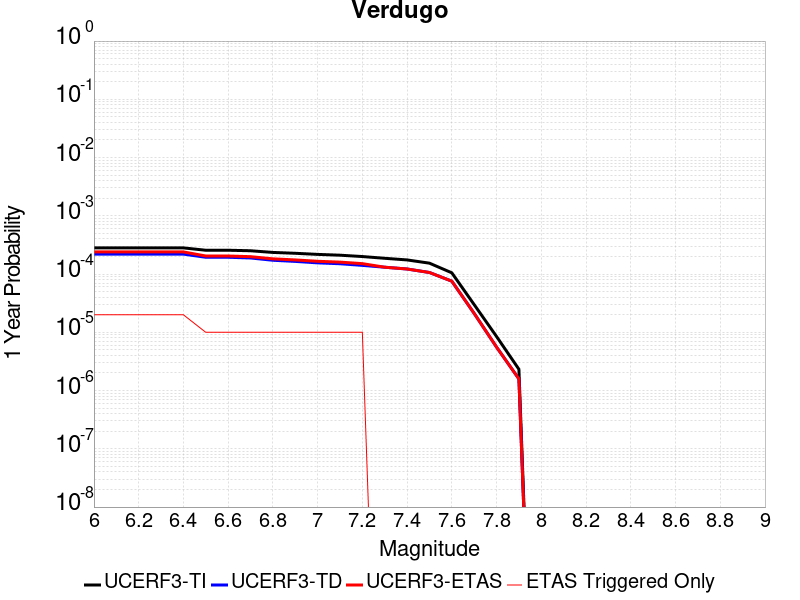 Verdugo
10^0
10^-1
10^-2
10^-3
10^-4
10^-5
10^-6
10^-7
10^-8
1 Year Probability
6 6.2 6.4 6.6 6.8 7 7.2 7.4 7.6 7.8 8 8.2 8.4 8.6 8.8 9
Magnitude
UCERF3-TI UCERF3-TD UCERF3-ETAS ETAS Triggered Only